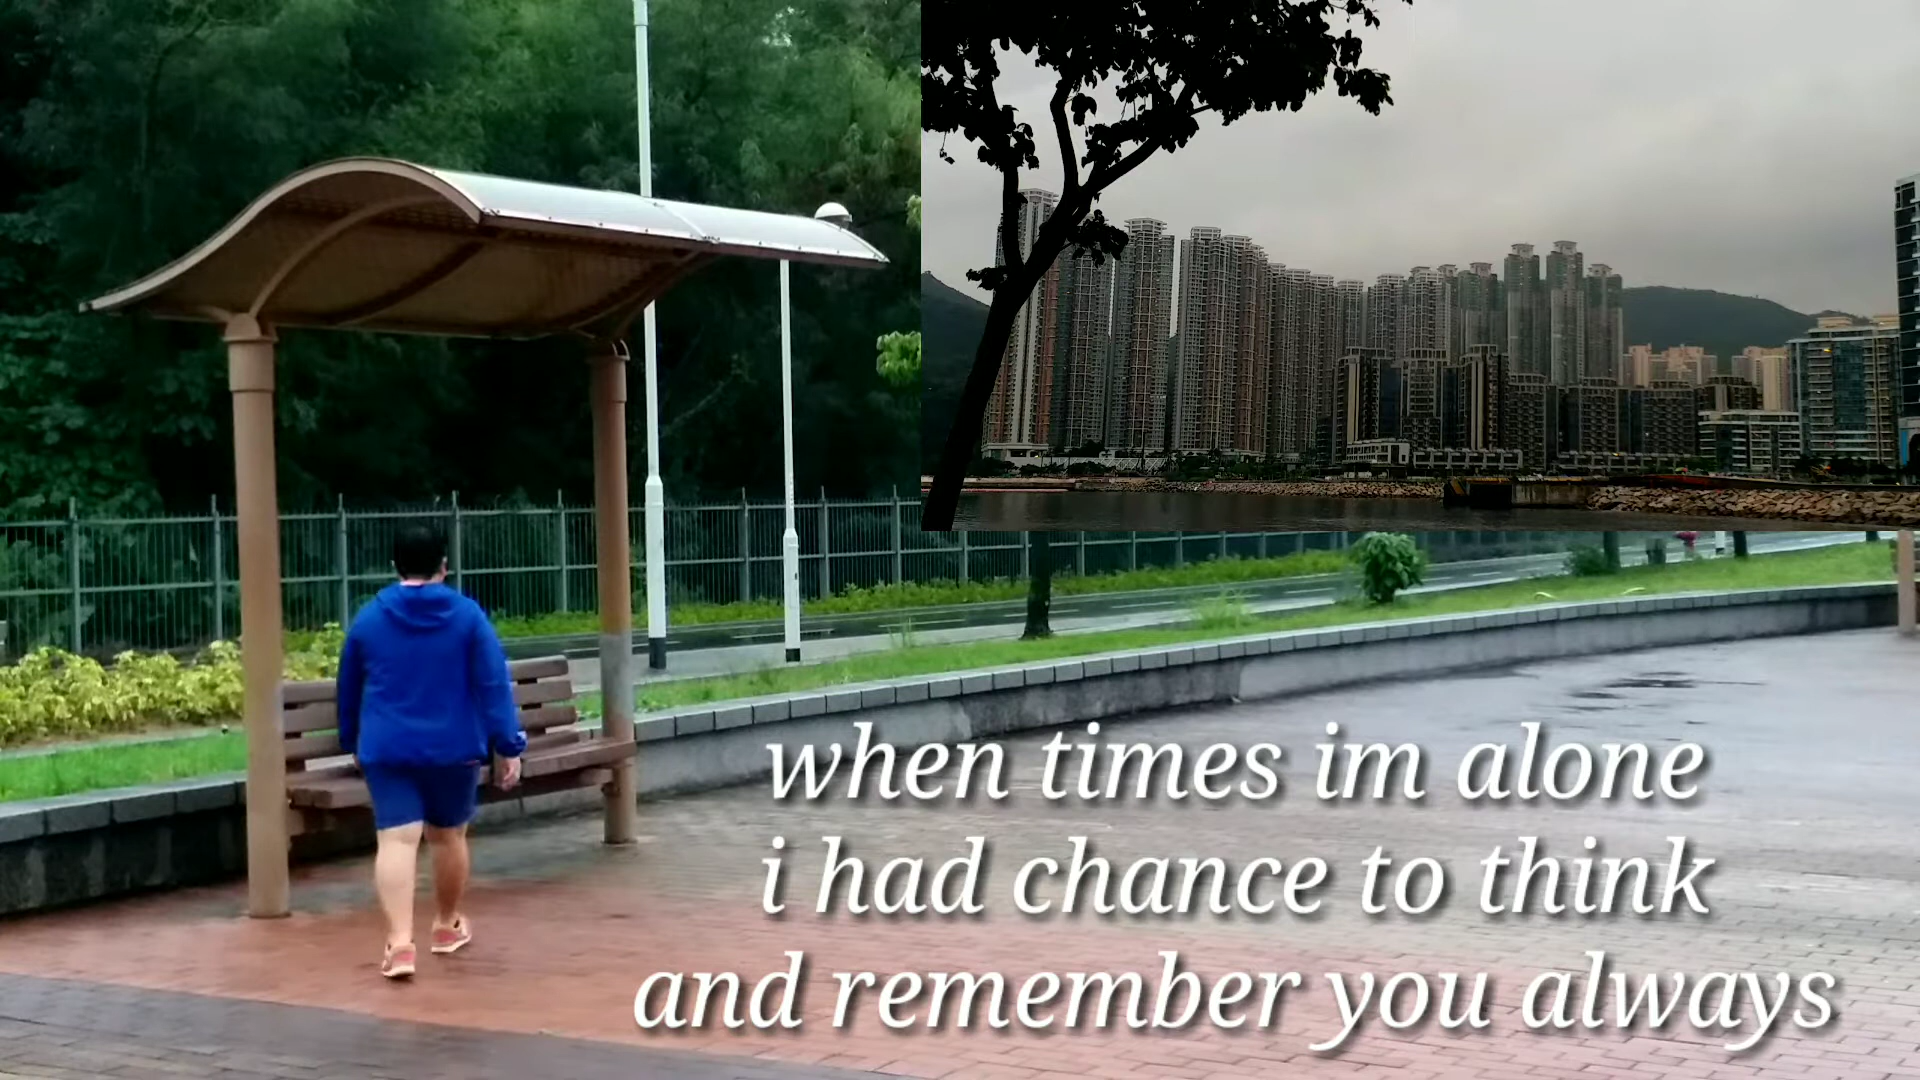 when times im alone
i had chance to think
and remember you always